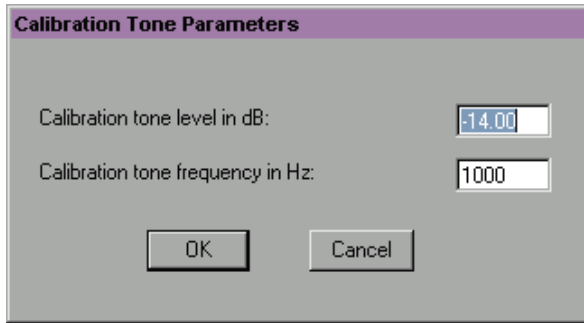 Calibration Tone Parameters
Calibration tone level in dB: -14.00
Calibration tone frequency in Hz: 1000
OK Cancel